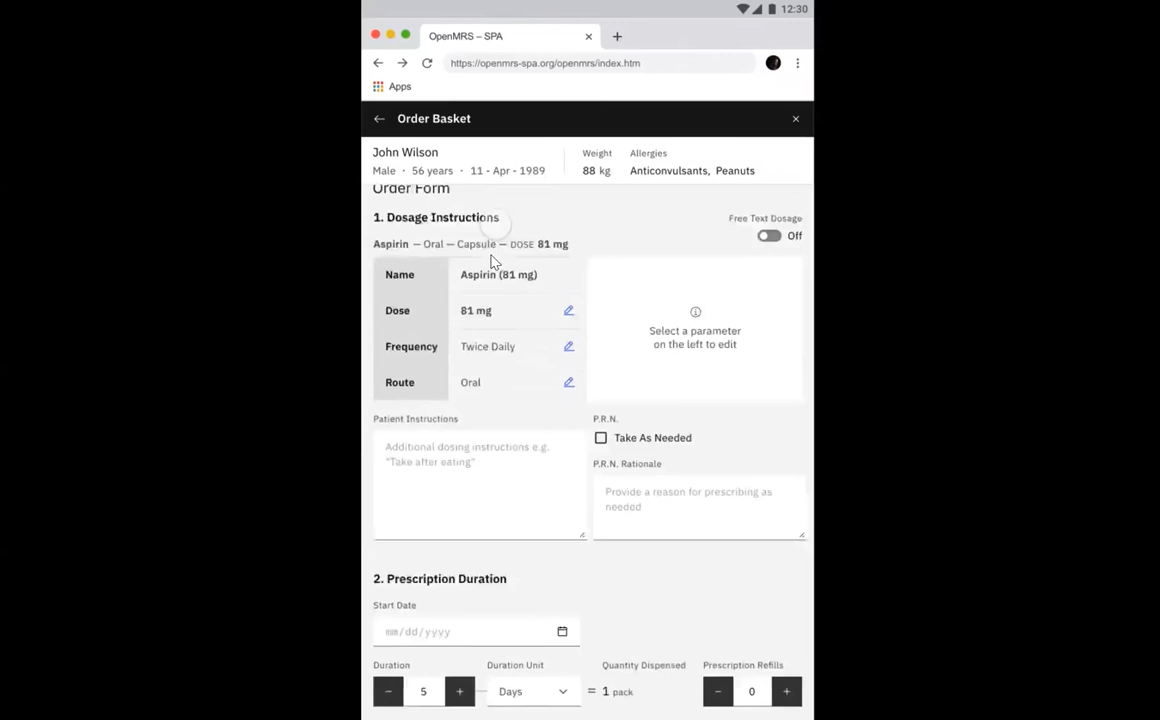 12:30
OpenMRS – SPA
https://openmrs-spa.org/openmrs/index.htm
Apps
Order Basket
John Wilson
Male · 56 years · 11 - Apr - 1989
Weight
88 kg
Allergies
Anticonvulsants, Peanuts
Order Form
1. Dosage Instructions
Free Text Dosage
Off
Aspirin — Oral — Capsule — DOSE 81 mg
Name Aspirin (81 mg)
Dose 81 mg
Frequency Twice Daily
Route Oral
Select a parameter
on the left to edit
Patient Instructions
Additional dosing instructions e.g.
"Take after eating"
P.R.N.
Take As Needed
P.R.N. Rationale
Provide a reason for prescribing as
needed
2. Prescription Duration
Start Date
mm/dd/yyyy
Duration Duration Unit Quantity Dispensed Prescription Refills
− 5 + Days = 1 pack − 0 +